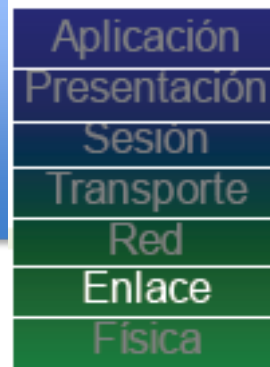 Aplicación
Presentación
Sesión
Transporte
Red
Enlace
Física